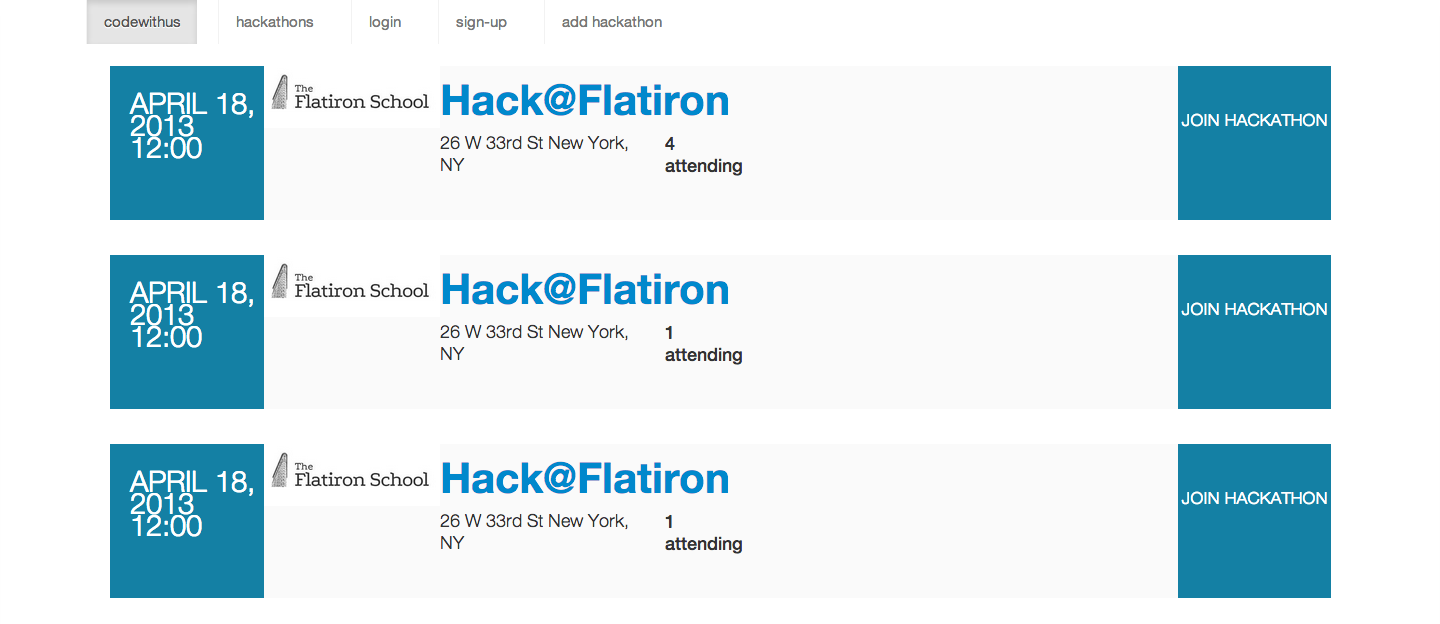 codewithus
hackathons
login
sign-up
add hackathon
APRIL 18,
2013
12:00
The
Flatiron School
Hack@Flatiron
26 W 33rd St New York,
NY
4
attending
JOIN HACKATHON
APRIL 18,
2013
12:00
The
Flatiron School
Hack@Flatiron
26 W 33rd St New York,
NY
1
attending
JOIN HACKATHON
APRIL 18,
2013
12:00
The
Flatiron School
Hack@Flatiron
26 W 33rd St New York,
NY
1
attending
JOIN HACKATHON